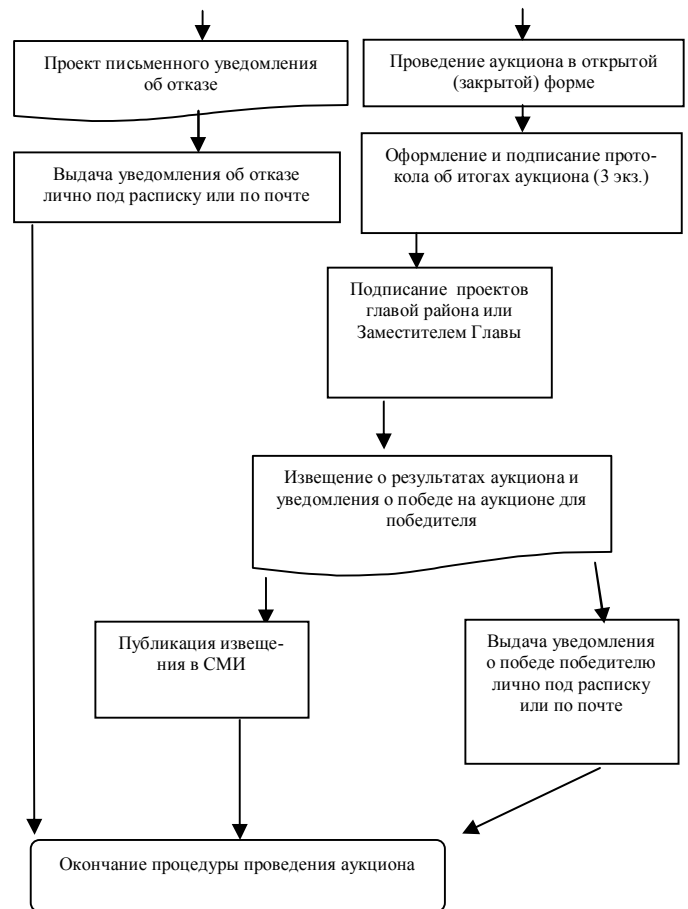 Проект письменного уведомления
об отказе
Проведение аукциона в открытой
(закрытой) форме
Выдача уведомления об отказе
лично под расписку или по почте
Оформление и подписание прото-
кола об итогах аукциона (3 экз.)
Подписание проектов
главой района или
Заместителем Главы
Извещение о результатах аукциона и
уведомления о победе на аукционе для
победителя
Публикация извеще-
ния в СМИ
Выдача уведомления
о победе победителю
лично под расписку
или по почте
Окончание процедуры проведения аукциона